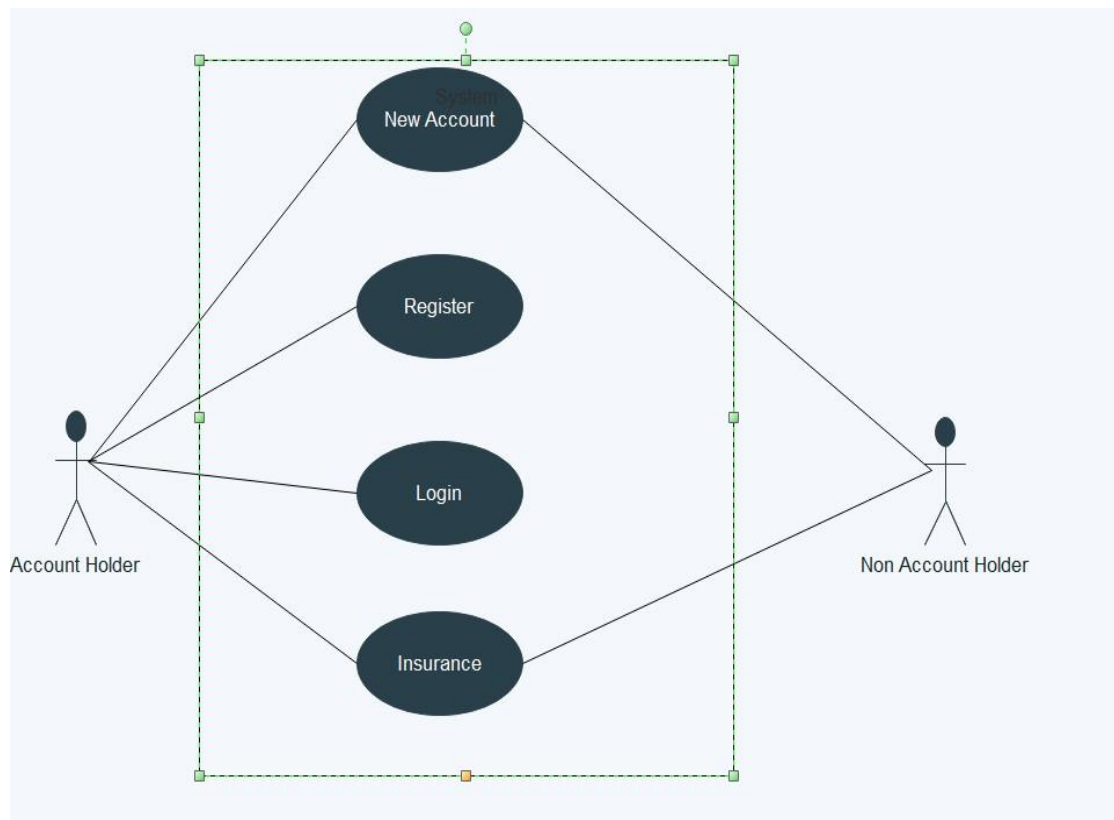 System
New Account
Register
Login
Account Holder
Non Account Holder
Insurance